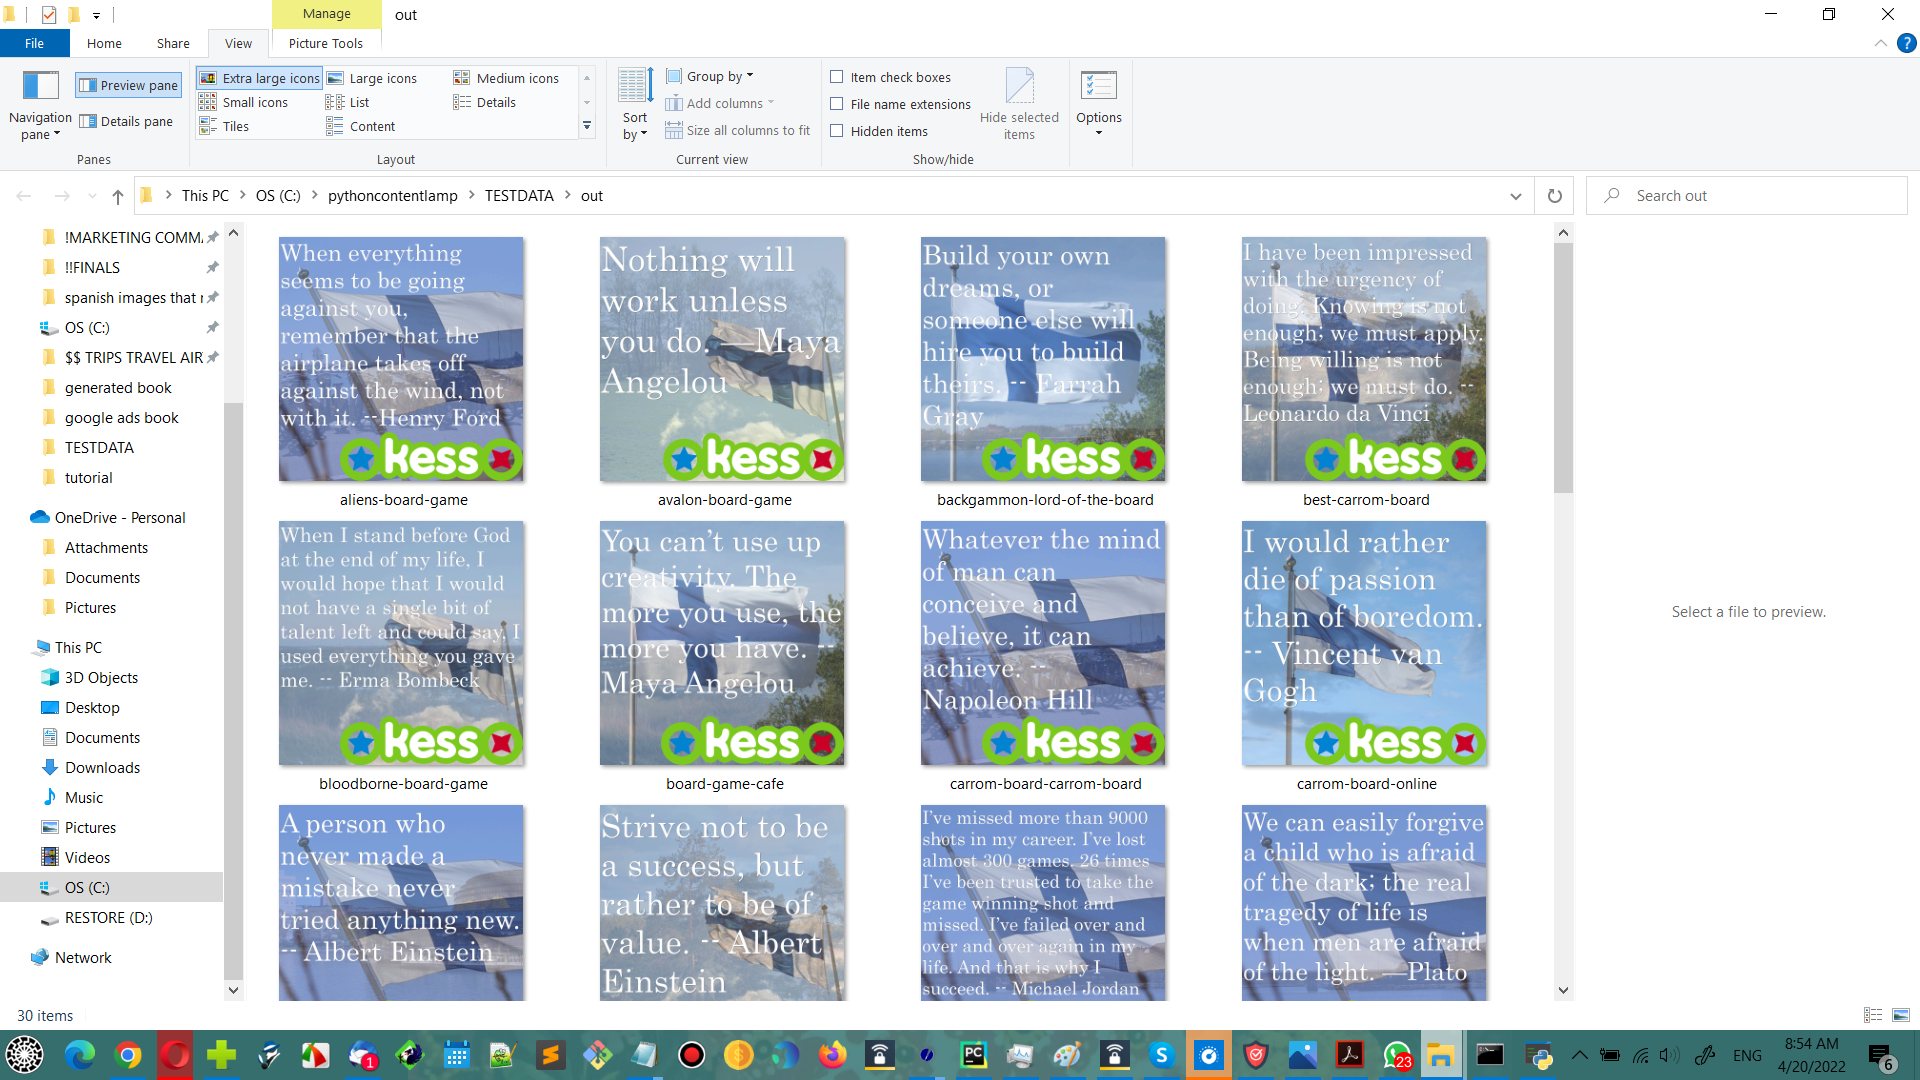 Manage
out
File
Home
Share
View
Picture Tools
Navigation pane
Preview pane
Details pane
Panes
Extra large icons
Large icons
Medium icons
Small icons
List
Details
Tiles
Content
Layout
Sort by
Group by
Add columns
Size all columns to fit
Current view
Item check boxes
File name extensions
Hidden items
Hide selected items
Show/hide
Options
This PC
OS (C:)
pythoncontentlamp
TESTDATA
out
Search out
!MARKETING COMM
!!FINALS
spanish images that
OS (C:)
$$ TRIPS TRAVEL AIR
generated book
google ads book
TESTDATA
tutorial
OneDrive - Personal
Attachments
Documents
Pictures
This PC
3D Objects
Desktop
Documents
Downloads
Music
Pictures
Videos
OS (C:)
RESTORE (D:)
Network
When everything
seems to be going
against you,
remember that the
airplane takes off
against the wind, not
with it. --Henry Ford
kess
aliens-board-game
Nothing will
work unless
you do. —Maya
Angelou
kess
avalon-board-game
Build your own
dreams, or
someone else will
hire you to build
theirs. -- Farrah
Gray
kess
backgammon-lord-of-the-board
I have been impressed
with the urgency of
doing. Knowing is not
enough; we must apply.
Being willing is not
enough; we must do. --
Leonardo da Vinci
kess
best-carrom-board
When I stand before God
at the end of my life, I
would hope that I would
not have a single bit of
talent left and could say, I
used everything you gave
me. -- Erma Bombeck
kess
bloodborne-board-game
You can’t use up
creativity. The
more you use, the
more you have. --
Maya Angelou
kess
board-game-cafe
Whatever the mind
of man can
conceive and
believe, it can
achieve. --
Napoleon Hill
kess
carrom-board-carrom-board
I would rather
die of passion
than of boredom.
-- Vincent van
Gogh
kess
carrom-board-online
A person who
never made a
mistake never
tried anything new.
-- Albert Einstein
Strive not to be
a success, but
rather to be of
value. -- Albert
Einstein
I’ve missed more than 9000
shots in my career. I’ve lost
almost 300 games. 26 times
I’ve been trusted to take the
game winning shot and
missed. I’ve failed over and
over and over again in my
life. And that is why I
succeed. -- Michael Jordan
We can easily forgive
a child who is afraid
of the dark; the real
tragedy of life is
when men are afraid
of the light. —Plato
Select a file to preview.
30 items
1
PC
23
ENG
8:54 AM
4/20/2022
6